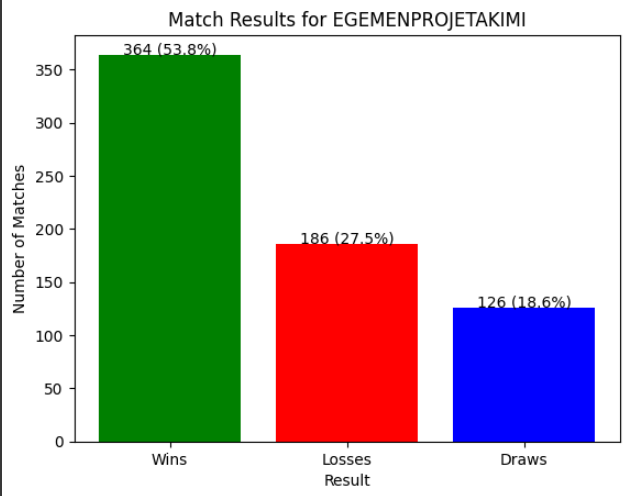 Match Results for EGEMENPROJETAKIMI
364 (53.8%)
186 (27.5%)
126 (18.6%)
Number of Matches
350
300
250
200
150
100
50
0
Wins
Losses
Draws
Result